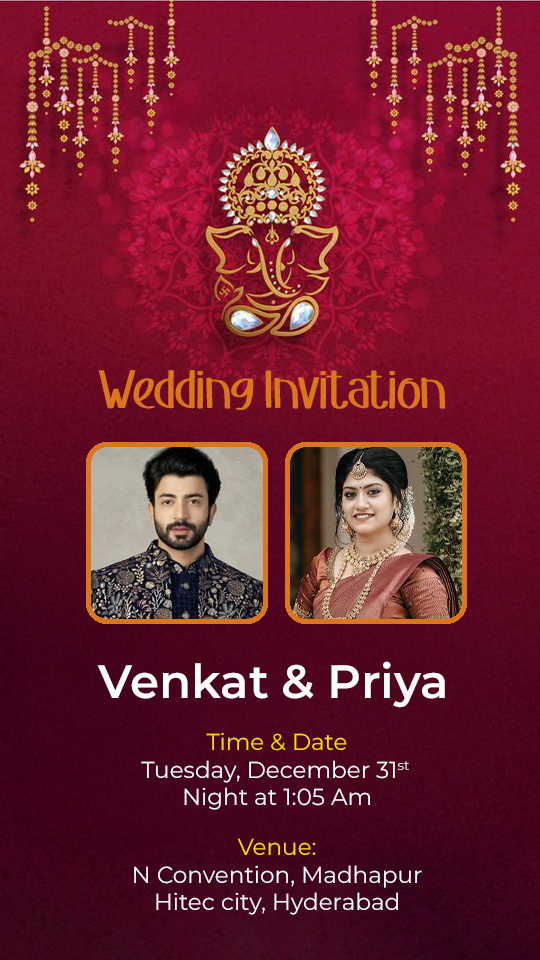 Wedding Invitation
Venkat & Priya
Time & Date
Tuesday, December 31st
Night at 1:05 Am
Venue:
N Convention, Madhapur
Hitec city, Hyderabad